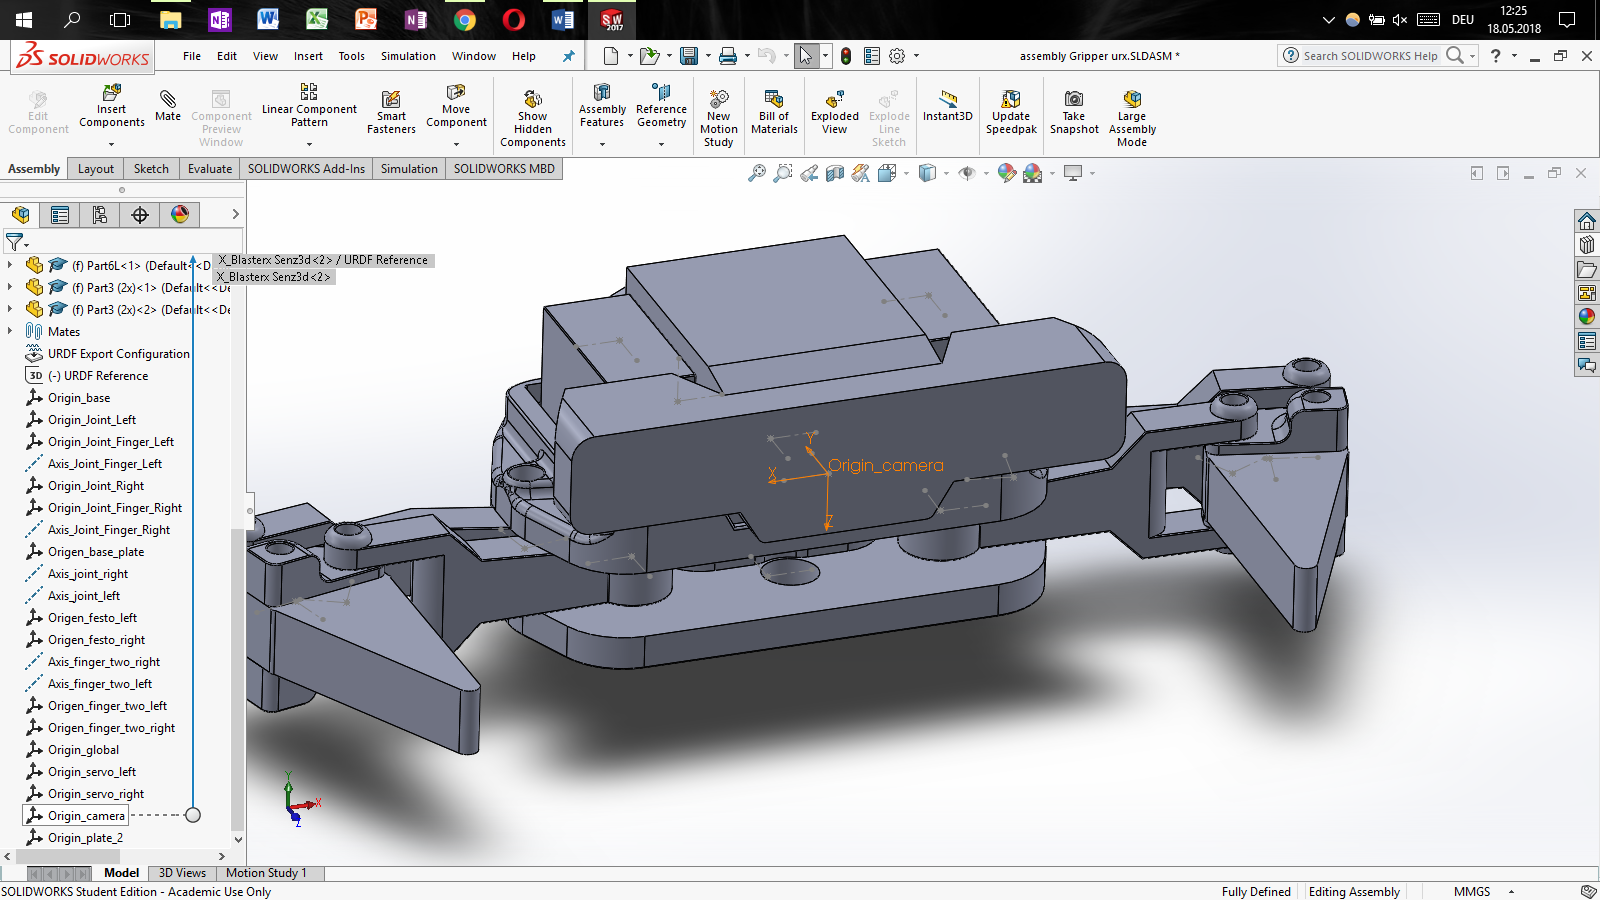 SW
2017
DEU
12:25
18.05.2018
SOLIDWORKS
File Edit View Insert Tools Simulation Window Help
assembly Gripper urx.SLDASM *
Search SOLIDWORKS Help
Edit Component
Insert Components
Mate
Component Preview Window
Linear Component Pattern
Smart Fasteners
Move Component
Show Hidden Components
Assembly Features
Reference Geometry
New Motion Study
Bill of Materials
Exploded View
Explode Line Sketch
Instant3D
Update Speedpak
Take Snapshot
Large Assembly Mode
Assembly Layout Sketch Evaluate SOLIDWORKS Add-Ins Simulation SOLIDWORKS MBD
X_Blasterx Senz3d<2> / URDF Reference
X_Blasterx Senz3d<2>
(f) Part6L<1> (Default<<D
(f) Part3 (2x)<1> (Default<<De
(f) Part3 (2x)<2> (Default<<De
Mates
URDF Export Configuration
3D (-) URDF Reference
Origin_base
Origin_Joint_Left
Origin_Joint_Finger_Left
Axis_Joint_Finger_Left
Origin_Joint_Right
Origin_Joint_Finger_Right
Axis_Joint_Finger_Right
Origen_base_plate
Axis_joint_right
Axis_joint_left
Origen_festo_left
Origen_festo_right
Axis_finger_two_right
Axis_finger_two_left
Origen_finger_two_left
Origen_finger_two_right
Origin_global
Origin_servo_left
Origin_servo_right
Origin_camera
Origin_plate_2
Y
Origin_camera
X
Z
Y
X
Z
Model 3D Views Motion Study 1
SOLIDWORKS Student Edition - Academic Use Only
Fully Defined Editing Assembly MMGS